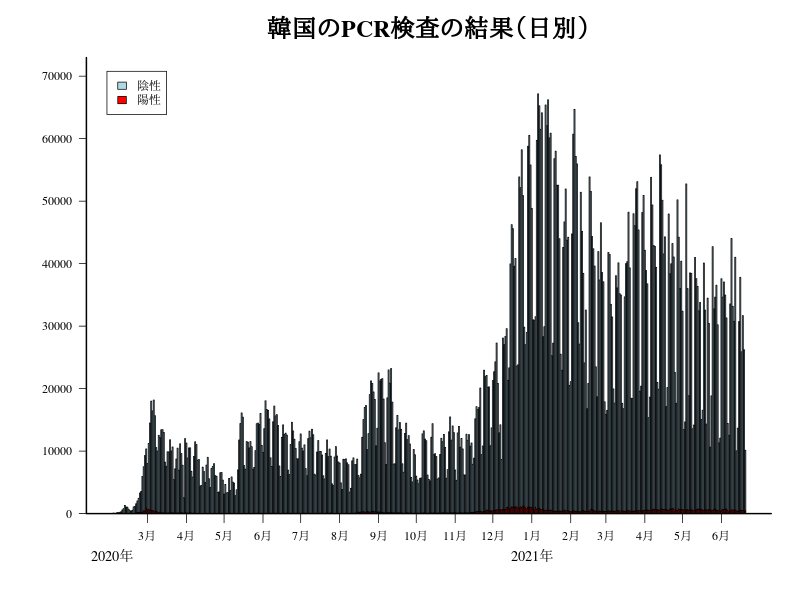 韓国のPCR検査の結果（日別）
陰性
陽性
70000
60000
50000
40000
30000
20000
10000
0
3月 4月 5月 6月 7月 8月 9月 10月 11月 12月 1月 2月 3月 4月 5月 6月
2020年 2021年